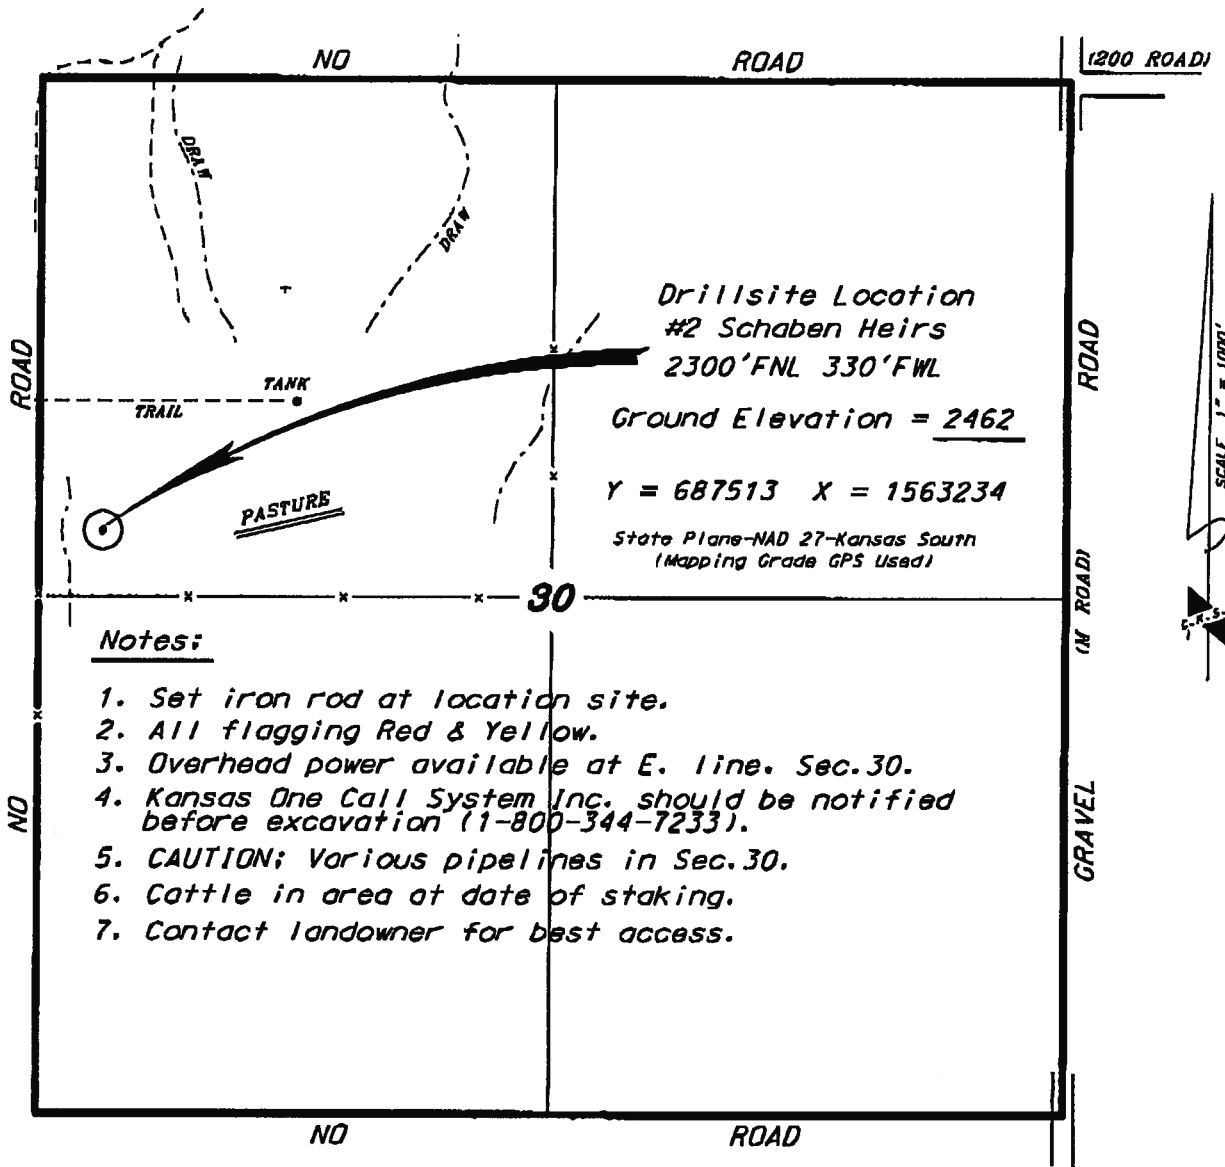 NO ROAD
(200 ROAD)
DRAW
DRAW
Drillsite Location
#2 Schaben Heirs
2300'FNL 330'FWL
ROAD
ROAD
TANK
TRAIL
SCALE 1" = 1000'
Ground Elevation = 2462
PASTURE
Y = 687513 X = 1563234
State Plane-NAD 27-Kansas South
(Mapping Grade GPS Used)
30
(M ROAD)
C.K.S.
Notes:
1. Set iron rod at location site.
2. All flagging Red & Yellow.
3. Overhead power available at E. line. Sec.30.
4. Kansas One Call System Inc. should be notified
before excavation (1-800-344-7233).
5. CAUTION: Various pipelines in Sec.30.
6. Cattle in area at date of staking.
7. Contact landowner for best access.
NO
GRAVEL
NO ROAD